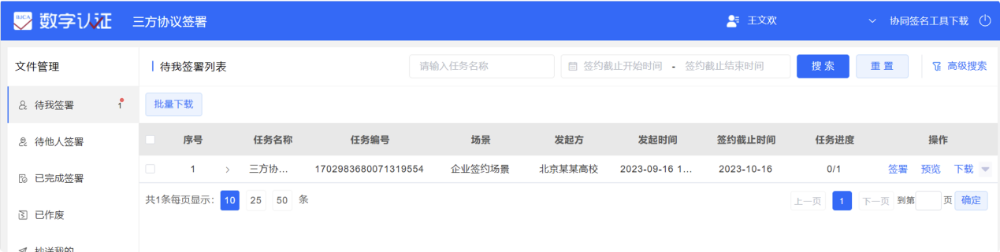 BJCA 数字认证 三方协议签署 王文欢 协同签名工具下载
文件管理
待我签署列表 请输入任务名称 签约截止开始时间 - 签约截止结束时间 搜索 重置 高级搜索
待我签署 1
批量下载
待他人签署
序号 任务名称 任务编号 场景 发起方 发起时间 签约截止时间 任务进度 操作
1 > 三方协... 1702983680071319554 企业签约场景 北京某某高校 2023-09-16 1... 2023-10-16 0/1 签署 预览 下载
已完成签署
共1条每页显示: 10 25 50 条 上一页 1 下一页 到第 页 确定
已作废
抄送我的